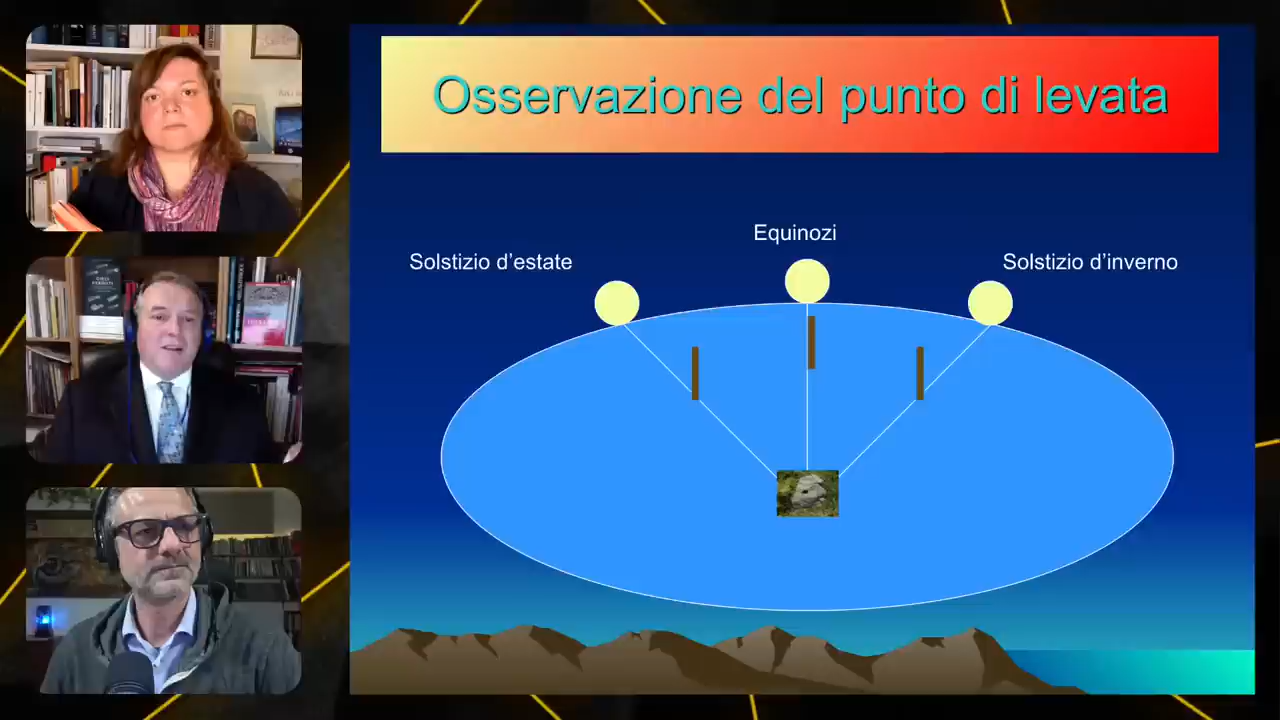 Osservazione del punto di levata
Equinozi
Solstizio d’estate
Solstizio d’inverno